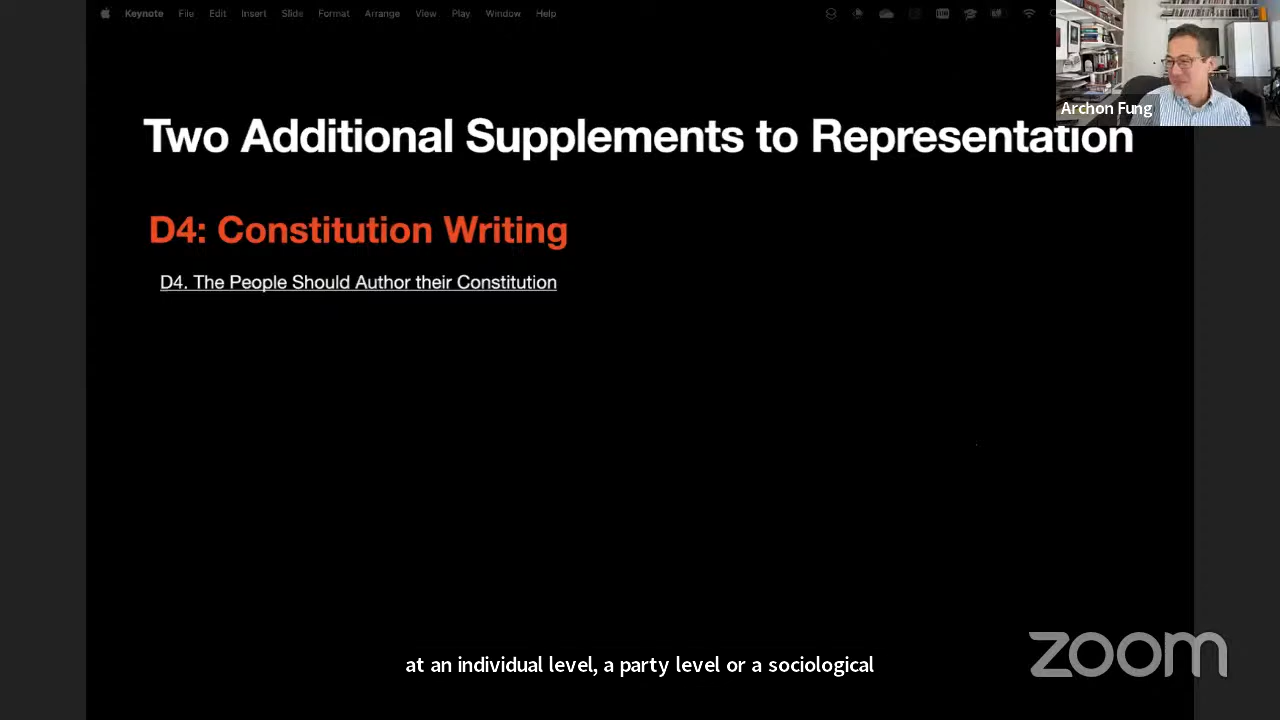 Keynote File Edit Insert Slide Format Arrange View Play Window Help
Archon Fung
Two Additional Supplements to Representation
D4: Constitution Writing
D4. The People Should Author their Constitution
at an individual level, a party level or a sociological
zoom